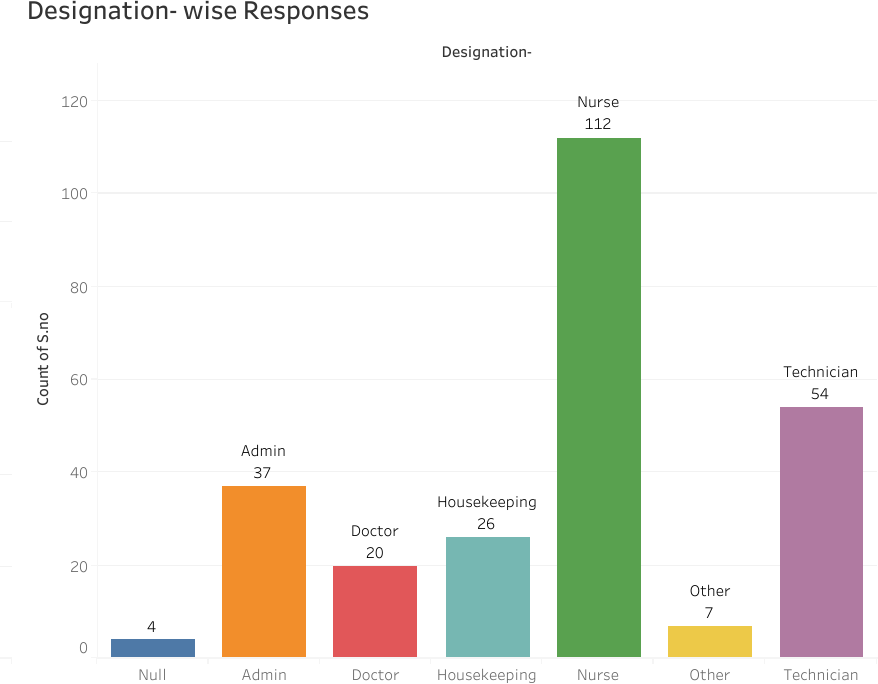 Designation- wise Responses
Designation-
120
100
80
60
40
20
0
Count of S.no
4
Admin
37
Doctor
20
Housekeeping
26
Nurse
112
Other
7
Technician
54
Null
Admin
Doctor
Housekeeping
Nurse
Other
Technician